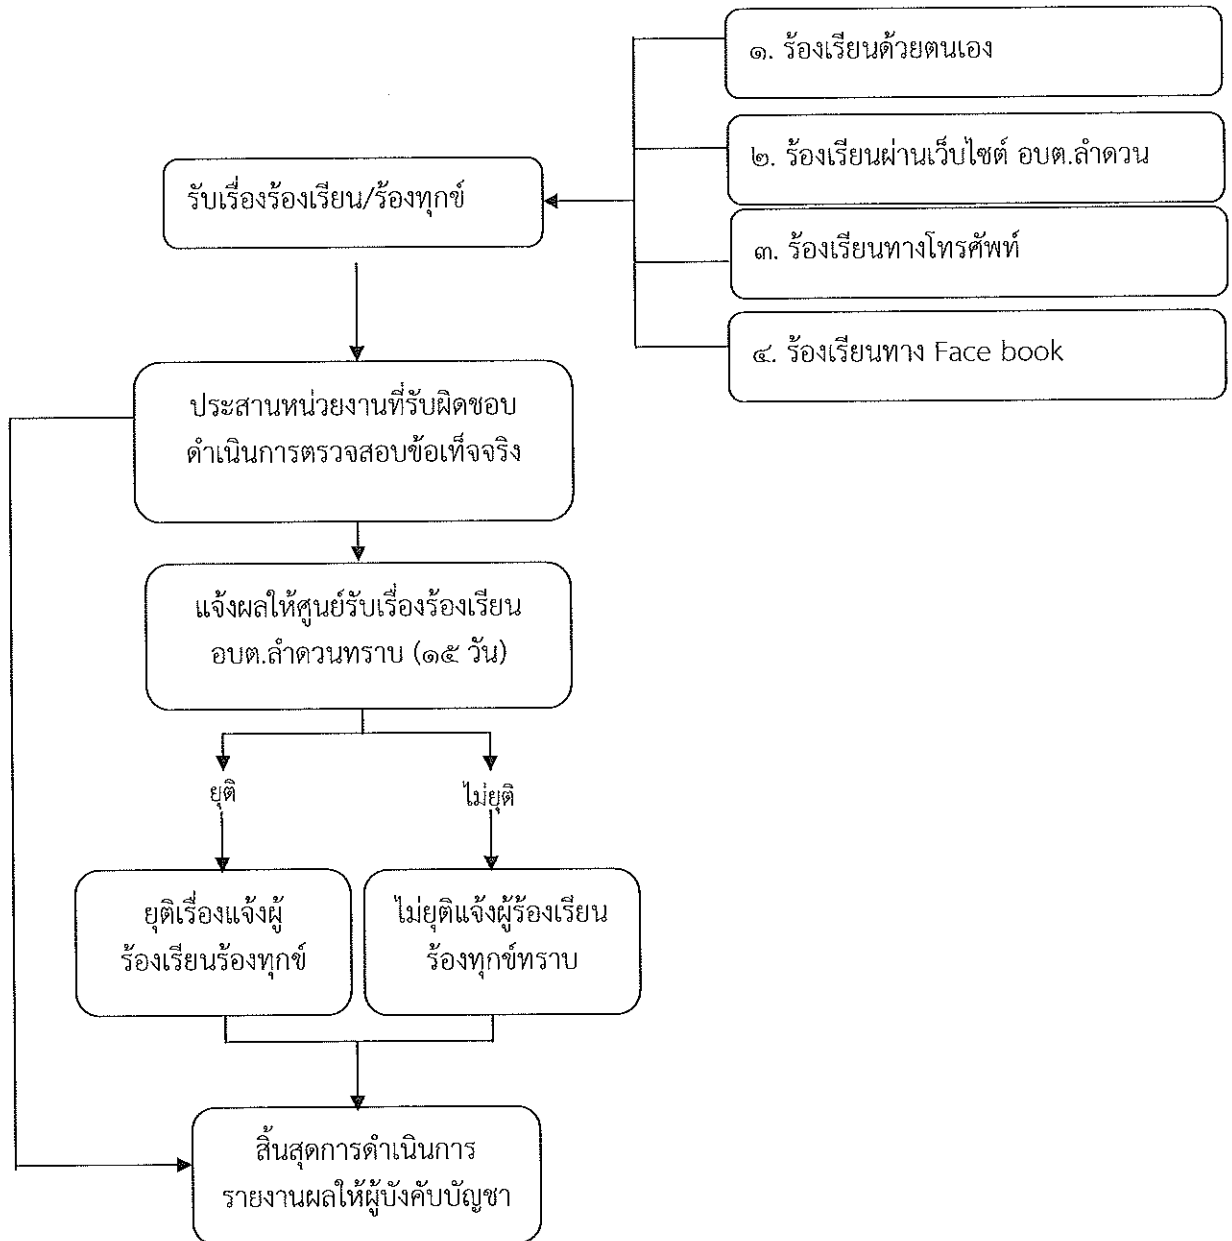 ๑. ร้องเรียนด้วยตนเอง
๒. ร้องเรียนผ่านเว็บไซต์ อบต.ลำดวน
รับเรื่องร้องเรียน/ร้องทุกข์
๓. ร้องเรียนทางโทรศัพท์
๔. ร้องเรียนทาง Face book
ประสานหน่วยงานที่รับผิดชอบ
ดำเนินการตรวจสอบข้อเท็จจริง
แจ้งผลให้ศูนย์รับเรื่องร้องเรียน
อบต.ลำดวนทราบ (๑๕ วัน)
ยุติ
ไม่ยุติ
ยุติเรื่องแจ้งผู้
ร้องเรียนร้องทุกข์
ไม่ยุติแจ้งผู้ร้องเรียน
ร้องทุกข์ทราบ
สิ้นสุดการดำเนินการ
รายงานผลให้ผู้บังคับบัญชา